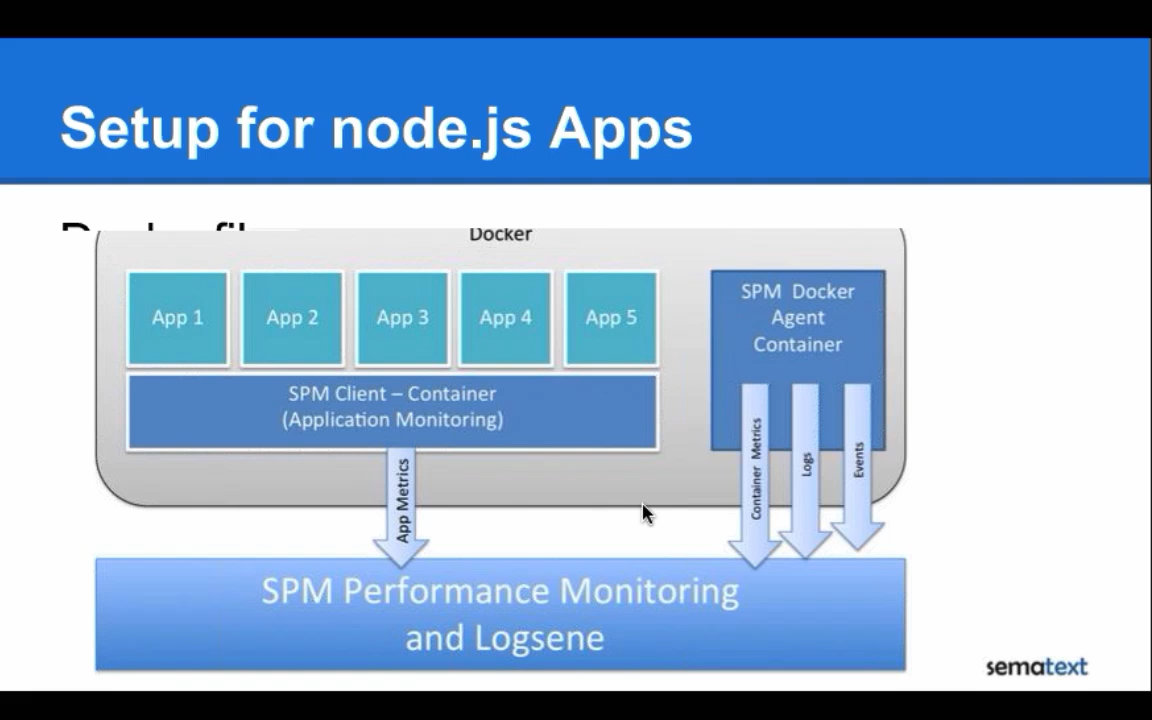 Setup for node.js Apps
Docker
App 1
App 2
App 3
App 4
App 5
SPM Docker
Agent
Container
SPM Client – Container
(Application Monitoring)
App Metrics
Container Metrics
Logs
Events
SPM Performance Monitoring
and Logsene
sematext